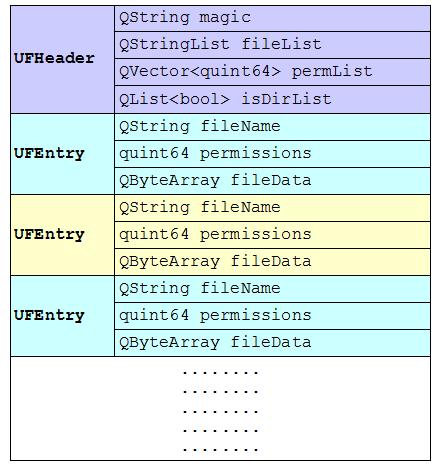 UFHeader
QString magic
QStringList fileList
QVector<quint64> permList
QList<bool> isDirList
UFEntry
QString fileName
quint64 permissions
QByteArray fileData
UFEntry
QString fileName
quint64 permissions
QByteArray fileData
UFEntry
QString fileName
quint64 permissions
QByteArray fileData
........
........
........
........
........